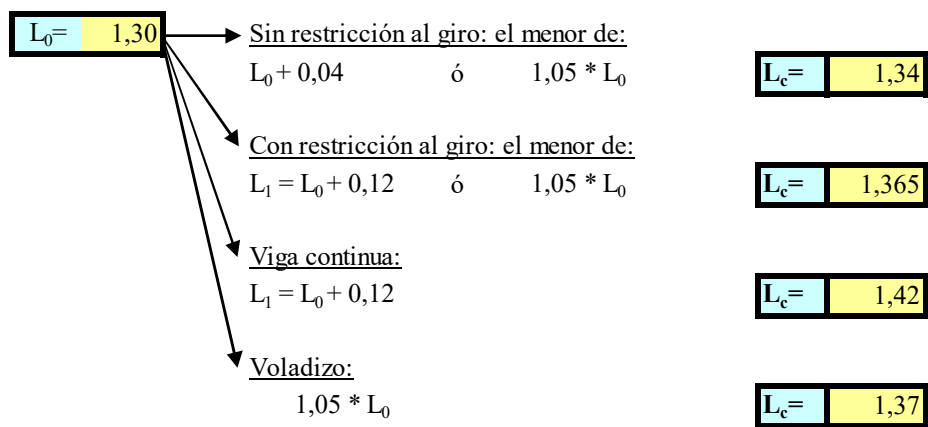 L₀= 1,30 Sin restricción al giro: el menor de:
L₀ + 0,04 ó 1,05 * L₀ Lc= 1,34
Con restricción al giro: el menor de:
L₁ = L₀ + 0,12 ó 1,05 * L₀ Lc= 1,365
Viga continua:
L₁ = L₀ + 0,12 Lc= 1,42
Voladizo:
1,05 * L₀ Lc= 1,37